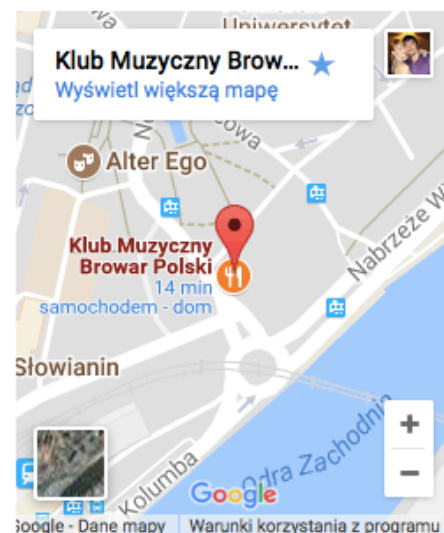 Uniwersytet
Klub Muzyczny Brow...
Wyświetl większą mapę
Alter Ego
Klub Muzyczny
Browar Polski
14 min
samochodem - dom
Nabrzeże
Słowianin
Odra Zachodnia
Kolumba
+
−
Google
Google - Dane mapy
Warunki korzystania z programu